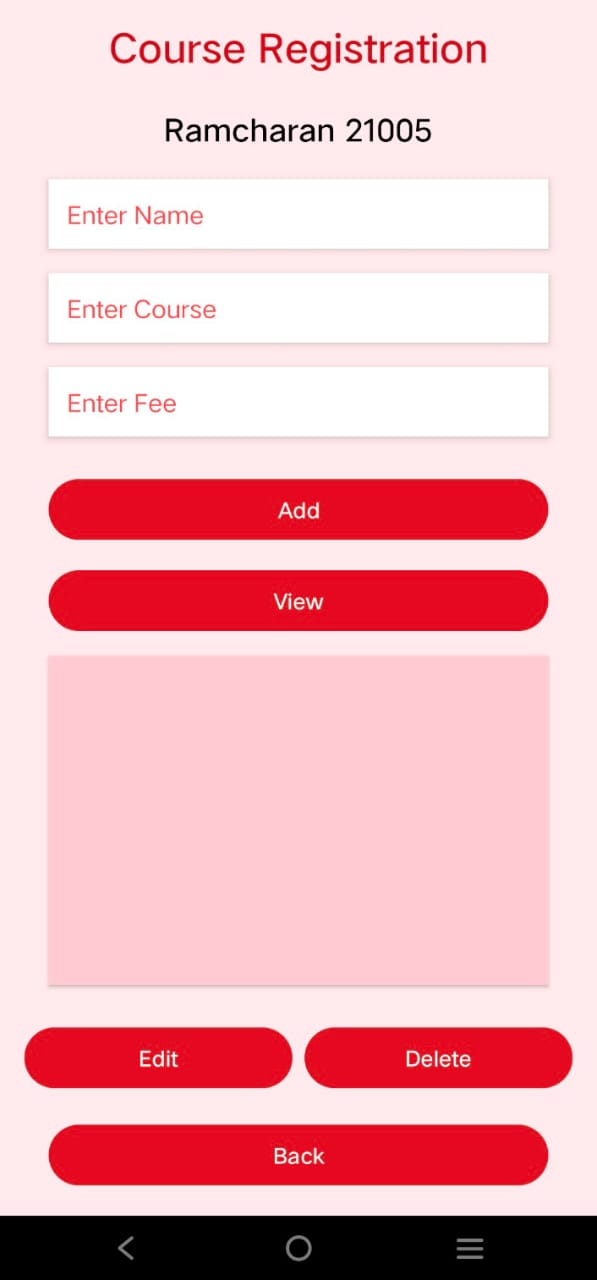 Course Registration
Ramcharan 21005
Enter Name
Enter Course
Enter Fee
Add
View
Edit
Delete
Back